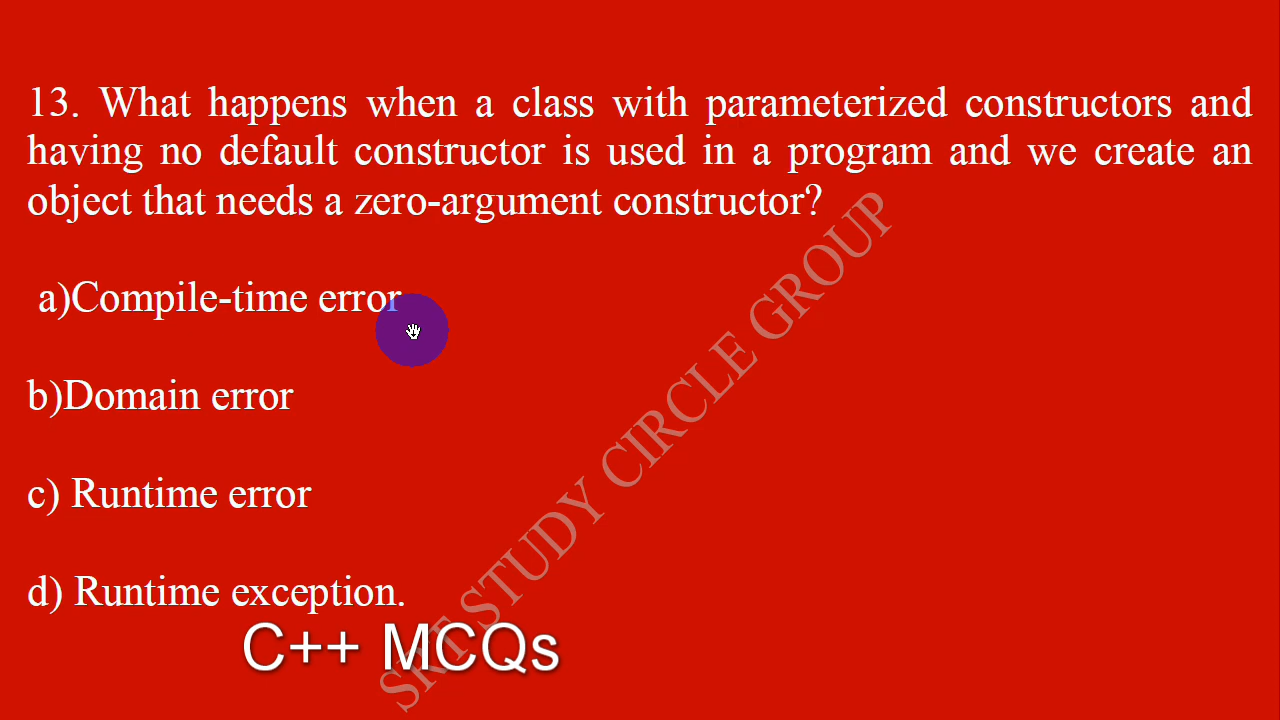 13. What happens when a class with parameterized constructors and
having no default constructor is used in a program and we create an
object that needs a zero-argument constructor?
a)Compile-time error
b)Domain error
c) Runtime error
d) Runtime exception.
C++ MCQs
SRT STUDY CIRCLE GROUP